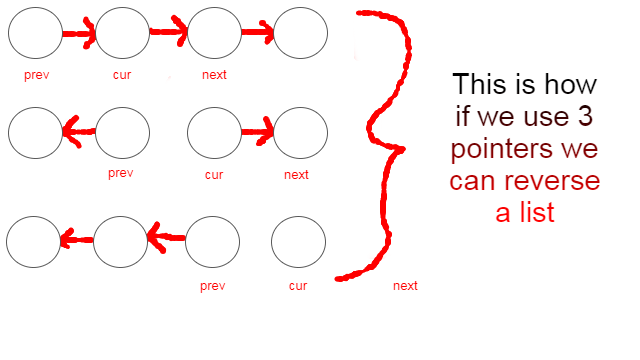 prev cur next
prev cur next
prev cur next
This is how
if we use 3
pointers we
can reverse
a list